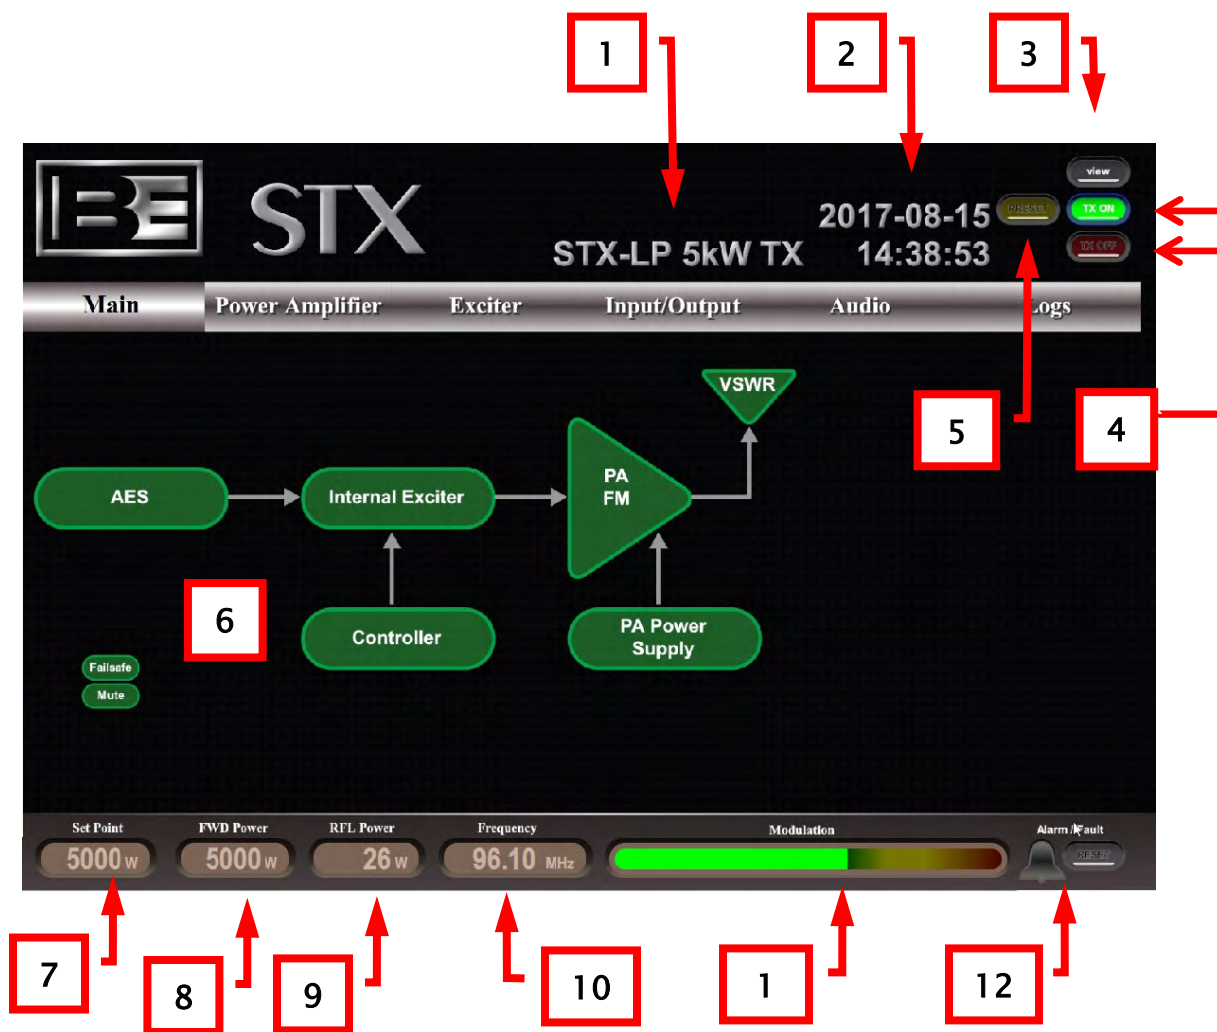 1
2
3
BE
STX
view
2017-08-15
PRESET
TX ON
STX-LP 5kW TX
14:38:53
TX OFF
Main
Power Amplifier
Exciter
Input/Output
Audio
Logs
VSWR
5
4
AES
Internal Exciter
PA
FM
6
Controller
PA Power
Supply
Failsafe
Mute
Set Point
FWD Power
RFL Power
Frequency
Modulation
Alarm / Fault
5000 W
5000 W
26 W
96.10 MHz
RESET
7
8
9
10
1
12